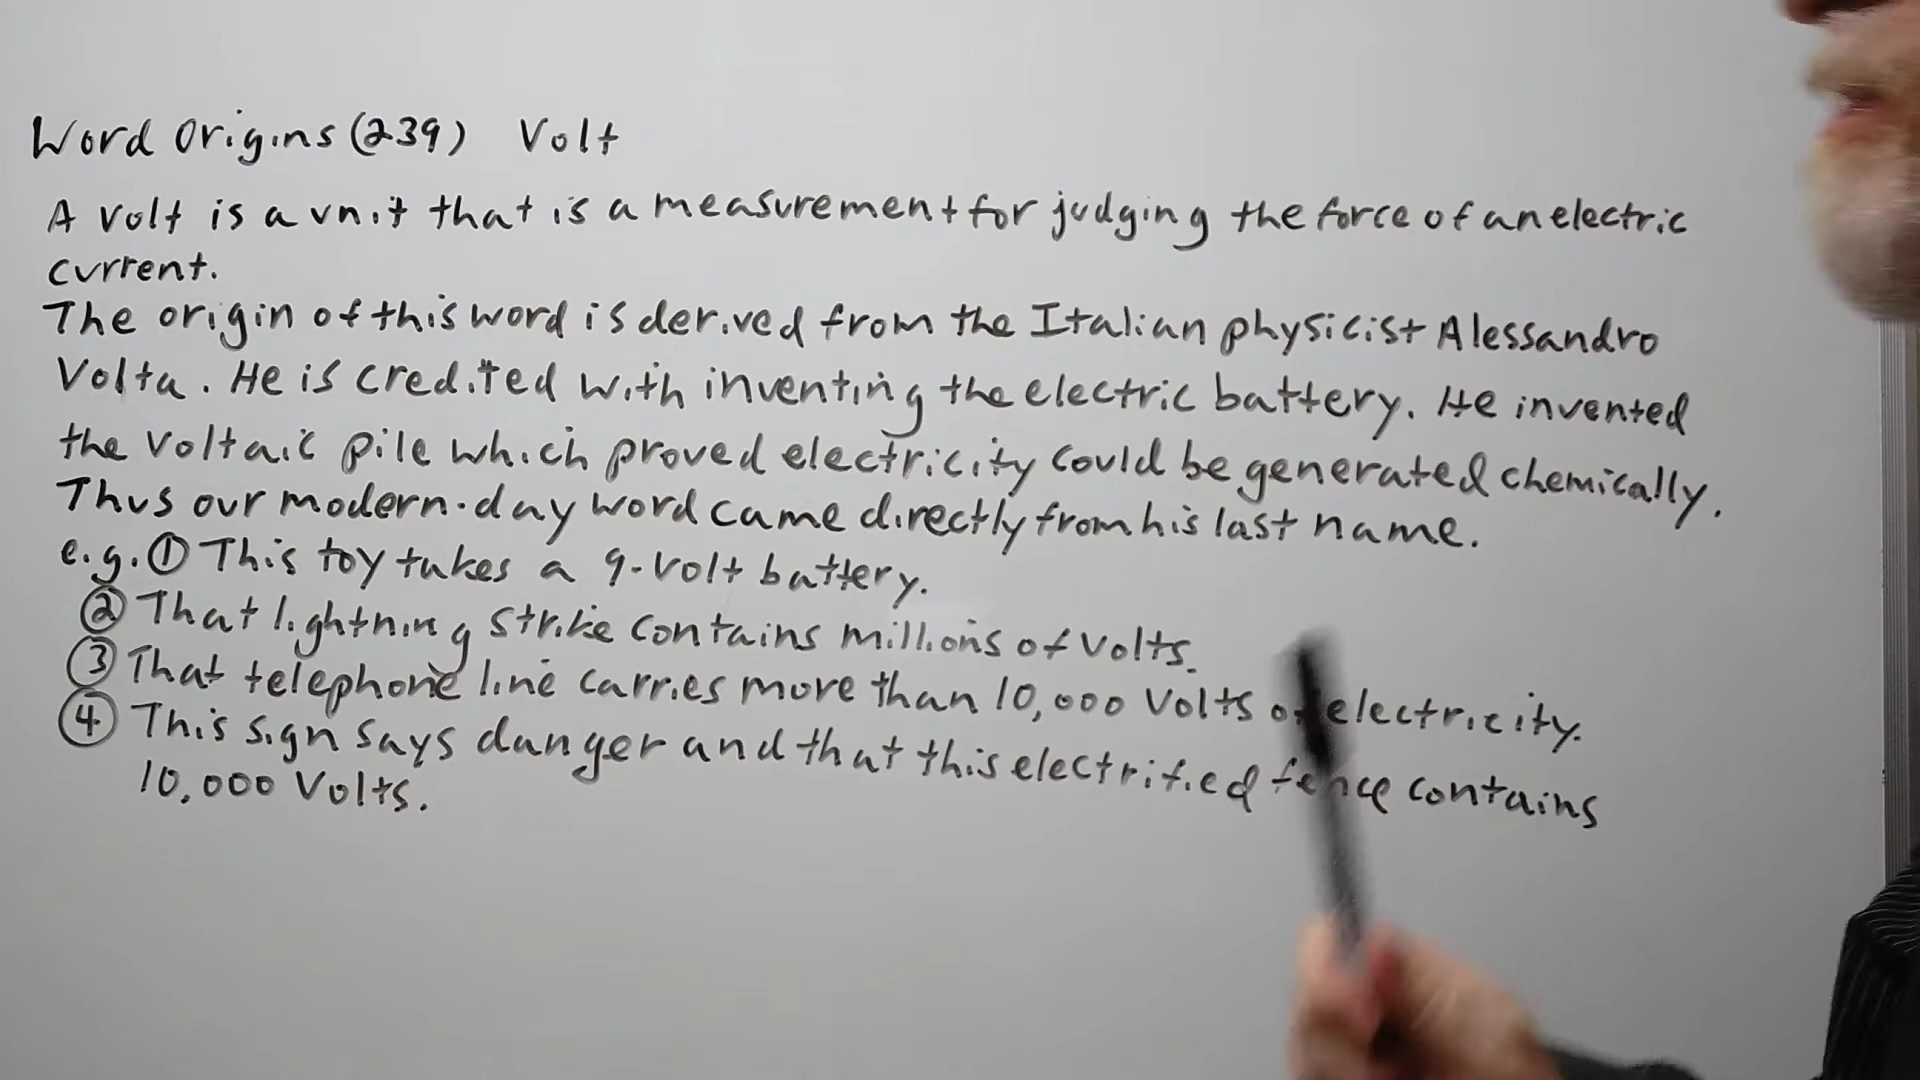 Word Origins (239) Volt
A volt is a unit that is a measurement for judging the force of an electric
current.
The origin of this word is derived from the Italian physicist Alessandro
Volta. He is credited with inventing the electric battery. He invented
the Voltaic pile which proved electricity could be generated chemically.
Thus our modern-day word came directly from his last name.
e.g. ① This toy takes a 9-volt battery.
② That lightning strike contains millions of volts.
③ That telephone line carries more than 10,000 Volts of electricity.
④ This sign says danger and that this electrified fence contains
10,000 Volts.